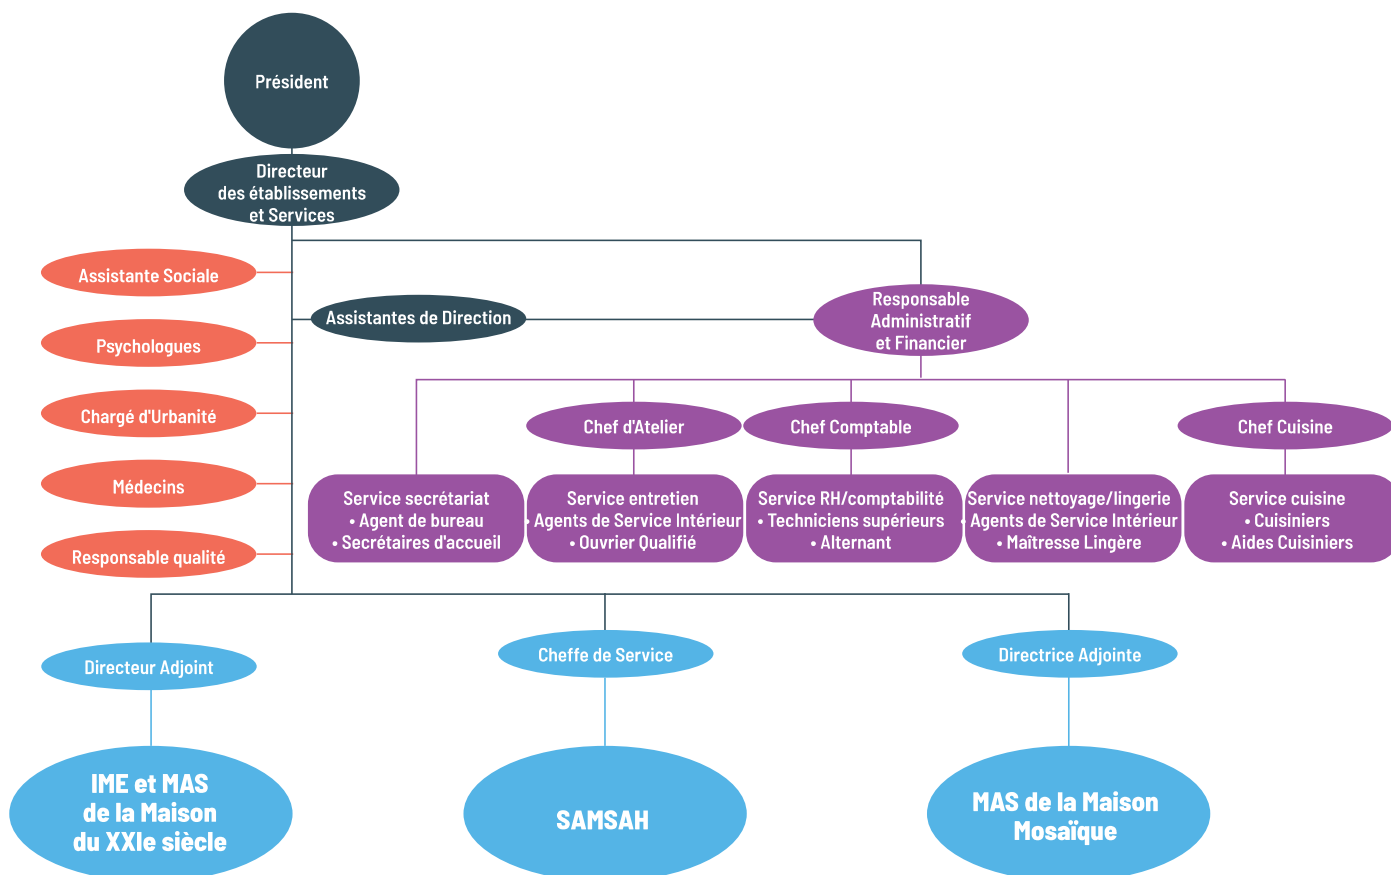 Président
Directeur
des établissements
et Services
Assistante Sociale
Psychologues
Chargé d'Urbanité
Médecins
Responsable qualité
Assistantes de Direction
Responsable
Administratif
et Financier
Chef d'Atelier
Chef Comptable
Chef Cuisine
Service secrétariat
• Agent de bureau
• Secrétaires d'accueil
Service entretien
• Agents de Service Intérieur
• Ouvrier Qualifié
Service RH/comptabilité
• Techniciens supérieurs
• Alternant
Service nettoyage/lingerie
• Agents de Service Intérieur
• Maîtresse Lingère
Service cuisine
• Cuisiniers
• Aides Cuisiniers
Directeur Adjoint
Cheffe de Service
Directrice Adjointe
IME et MAS
de la Maison
du XXIe siècle
SAMSAH
MAS de la Maison
Mosaïque